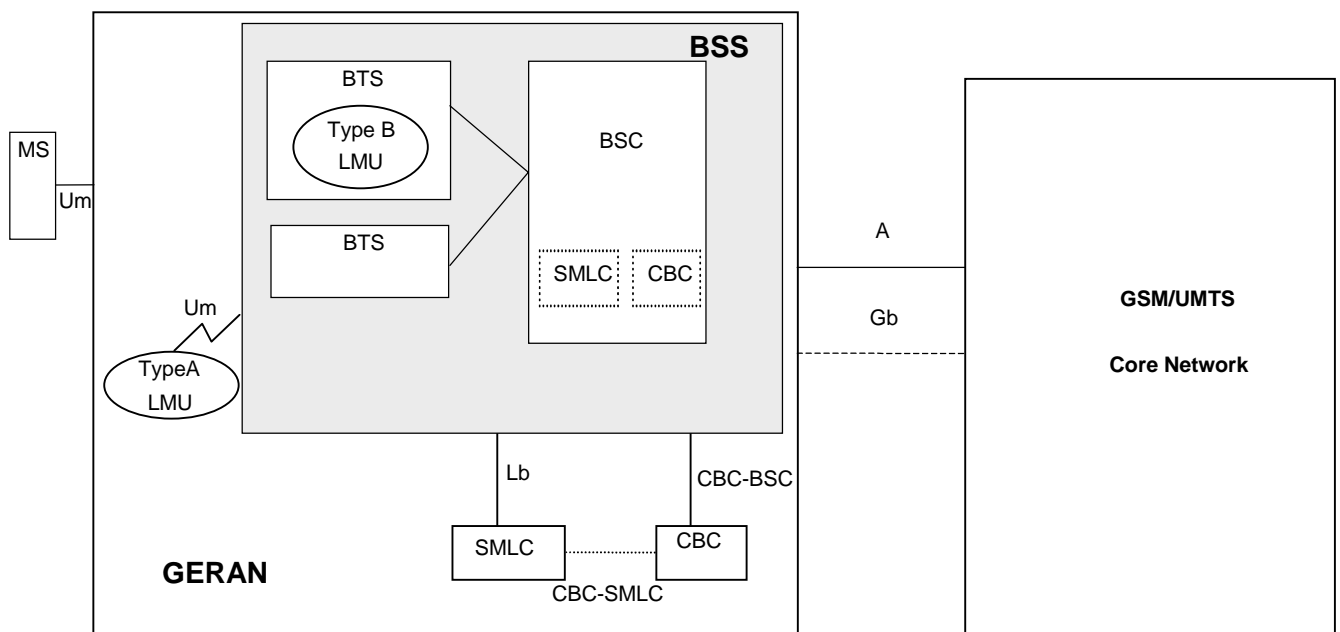 BSS
BTS
Type B
LMU
BSC
MS
Um
BTS
SMLC
CBC
A
Gb
GSM/UMTS
Core Network
Um
TypeA
LMU
Lb
CBC-BSC
SMLC
CBC
CBC-SMLC
GERAN